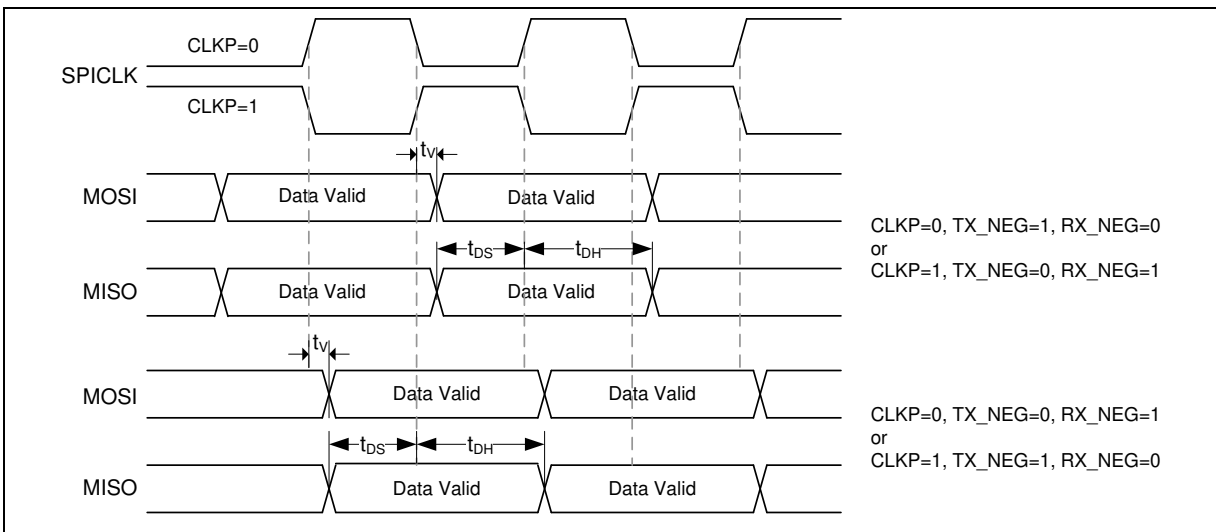 CLKP=0
SPICLK
CLKP=1
tV
MOSI
Data Valid
Data Valid
CLKP=0, TX_NEG=1, RX_NEG=0
or
CLKP=1, TX_NEG=0, RX_NEG=1
tDS
tDH
MISO
Data Valid
Data Valid
tV
MOSI
Data Valid
Data Valid
CLKP=0, TX_NEG=0, RX_NEG=1
or
CLKP=1, TX_NEG=1, RX_NEG=0
tDS
tDH
MISO
Data Valid
Data Valid